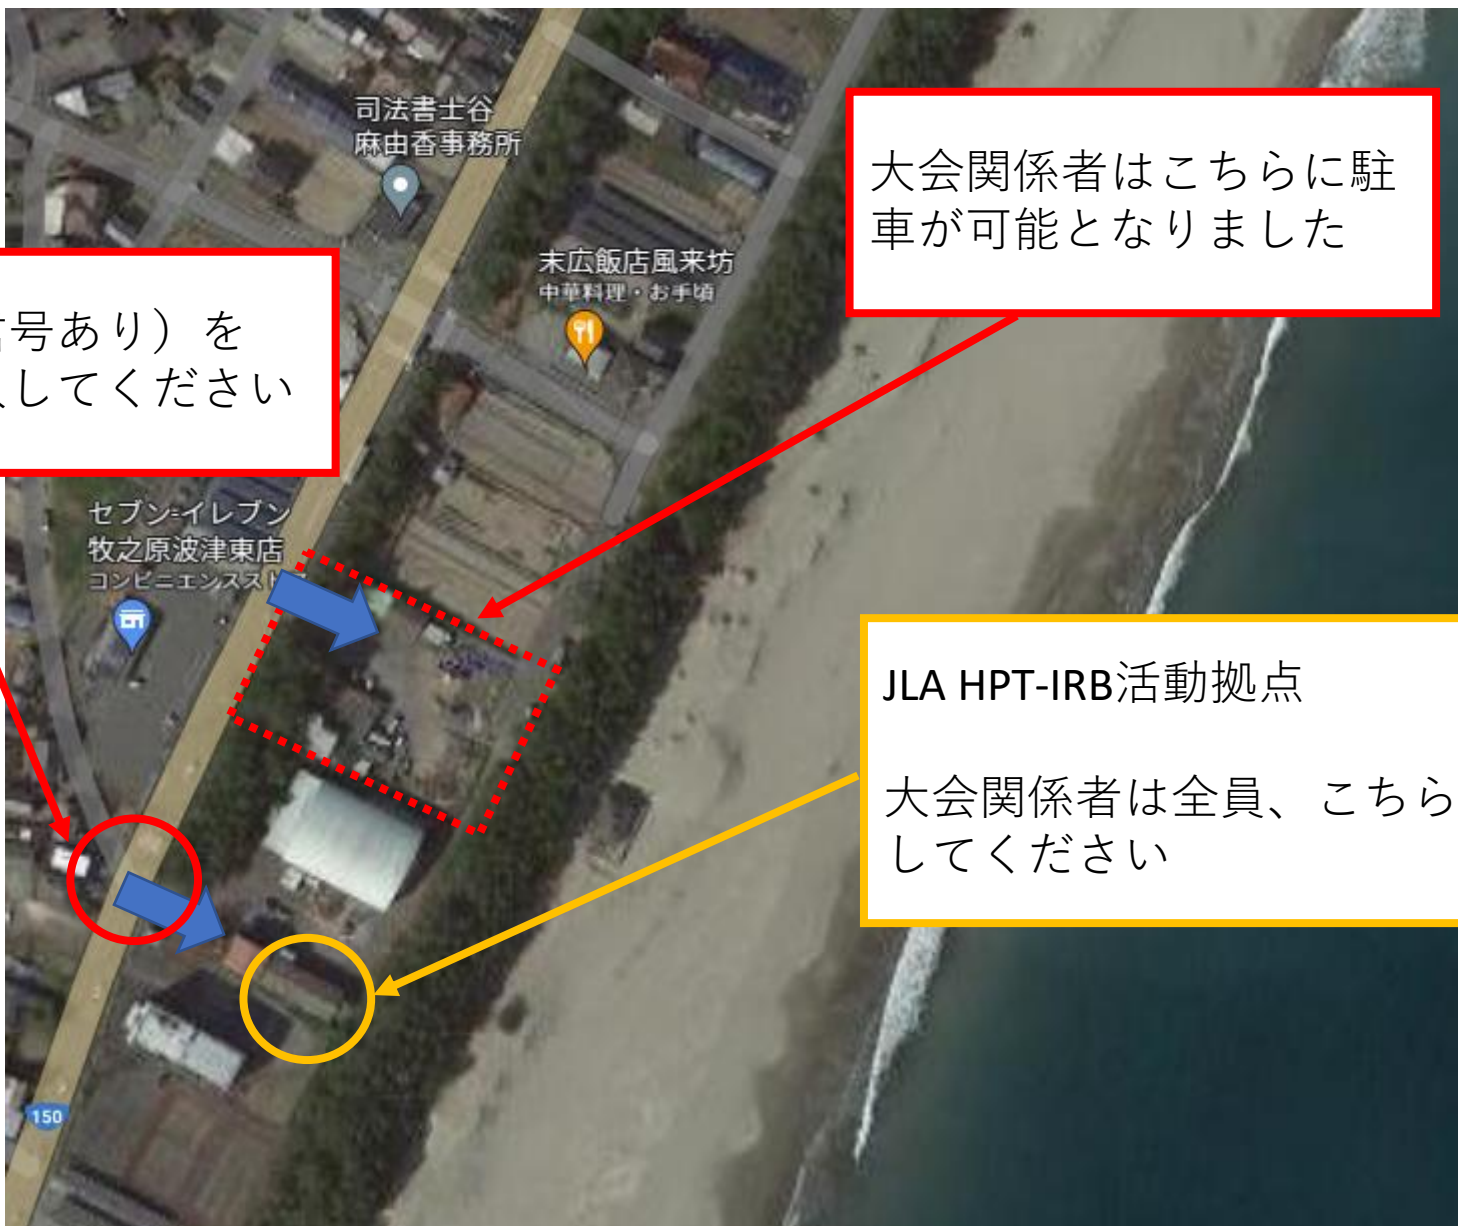 司法書士谷
麻由香事務所
大会関係者はこちらに駐
車が可能となりました
末広飯店風来坊
中華料理・お手頃
号あり）を
してください
セブン-イレブン
牧之原波津東店
コンビニエンススト
JLA HPT-IRB活動拠点
大会関係者は全員、こちら
してください
150